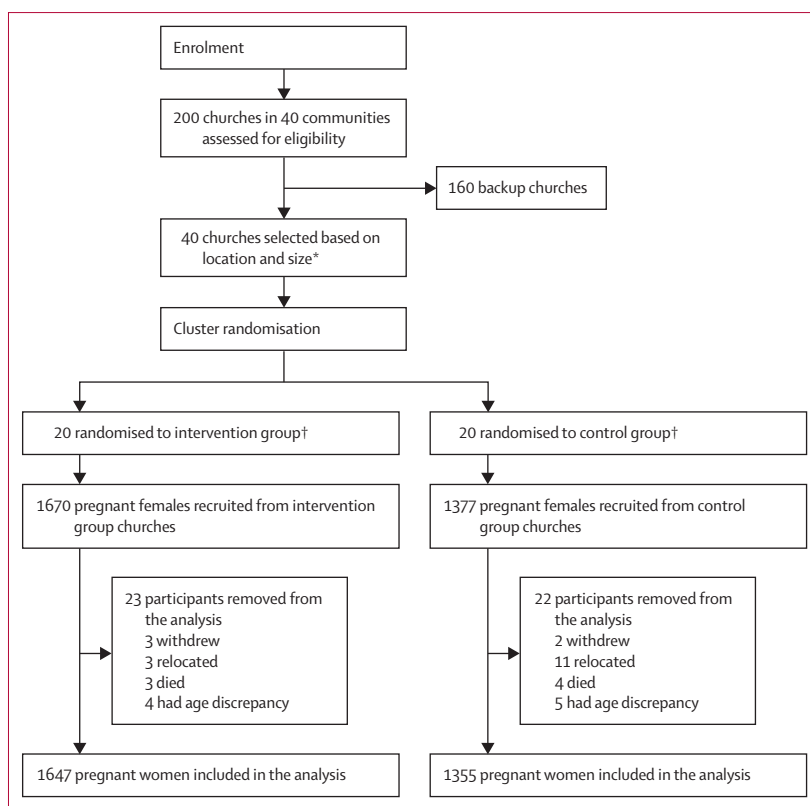 Enrolment
200 churches in 40 communities
assessed for eligibility
160 backup churches
40 churches selected based on
location and size*
Cluster randomisation
20 randomised to intervention group†
20 randomised to control group†
1670 pregnant females recruited from intervention
group churches
1377 pregnant females recruited from control
group churches
23 participants removed from
the analysis
3 withdrew
3 relocated
3 died
4 had age discrepancy
22 participants removed from
the analysis
2 withdrew
11 relocated
4 died
5 had age discrepancy
1647 pregnant women included in the analysis
1355 pregnant women included in the analysis